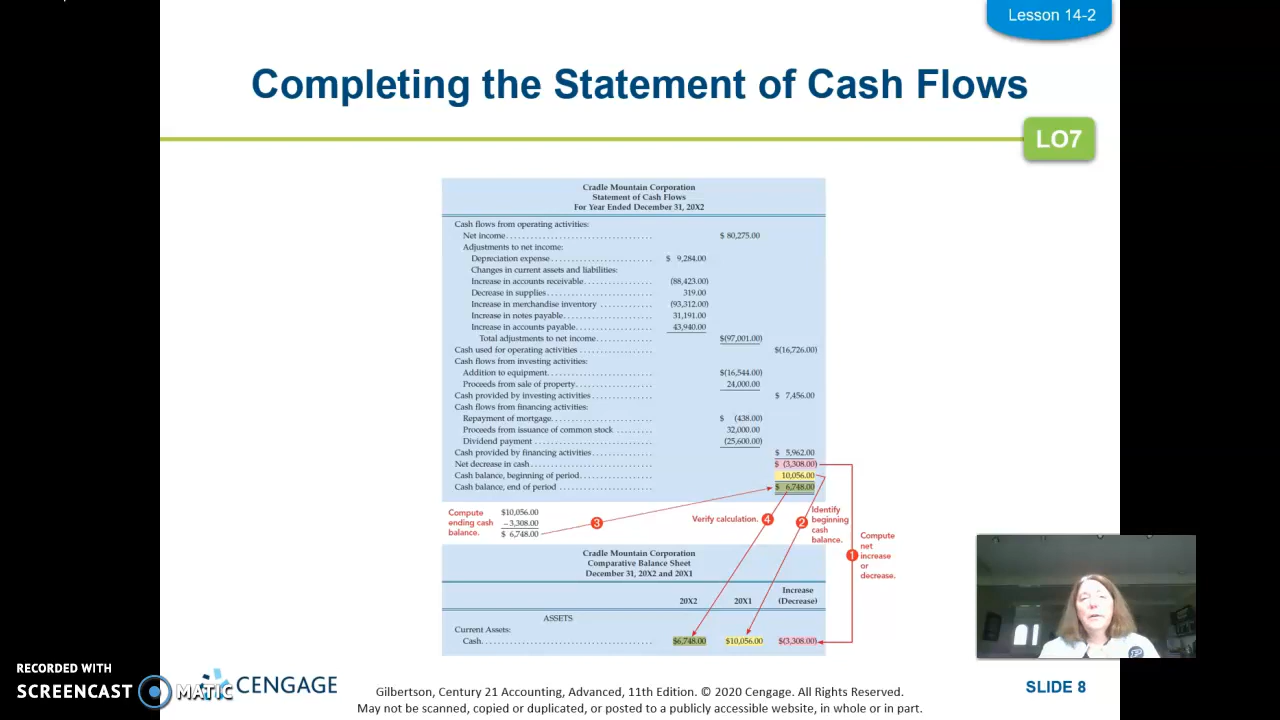 Lesson 14-2
Completing the Statement of Cash Flows
LO7
Cradle Mountain Corporation
Statement of Cash Flows
For Year Ended December 31, 20X2
Cash flows from operating activities:
Net income $ 80,275.00
Adjustments to net income:
Depreciation expense $ 9,284.00
Changes in current assets and liabilities:
Increase in accounts receivable (88,423.00)
Decrease in supplies 319.00
Increase in merchandise inventory (93,312.00)
Increase in notes payable 31,191.00
Increase in accounts payable 43,940.00
Total adjustments to net income $(97,001.00)
Cash used for operating activities $(16,726.00)
Cash flows from investing activities:
Addition to equipment $(16,544.00)
Proceeds from sale of property 24,000.00
Cash provided by investing activities $ 7,456.00
Cash flows from financing activities:
Repayment of mortgage $ (438.00)
Proceeds from issuance of common stock 32,000.00
Dividend payment (25,600.00)
Cash provided by financing activities $ 5,962.00
Net decrease in cash $ (3,308.00)
Cash balance, beginning of period 10,056.00
Cash balance, end of period $ 6,748.00
Compute ending cash balance.
$10,056.00
– 3,308.00
$ 6,748.00
3
Verify calculation. 4
2 Identify beginning cash balance.
1 Compute net increase or decrease.
Cradle Mountain Corporation
Comparative Balance Sheet
December 31, 20X2 and 20X1
20X2 20X1 Increase (Decrease)
ASSETS
Current Assets:
Cash $6,748.00 $10,056.00 $(3,308.00)
RECORDED WITH
SCREENCAST MATIC
CENGAGE
Gilbertson, Century 21 Accounting, Advanced, 11th Edition. © 2020 Cengage. All Rights Reserved.
May not be scanned, copied or duplicated, or posted to a publicly accessible website, in whole or in part.
SLIDE 8